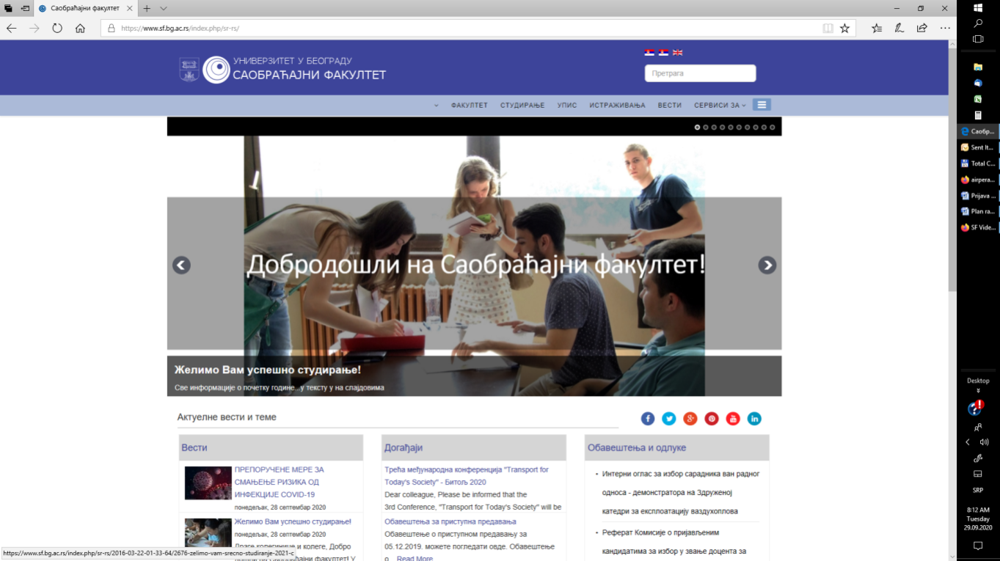 Саобраћајни факултет
https://www.sf.bg.ac.rs/index.php/sr-rs/
УНИВЕРЗИТЕТ У БЕОГРАДУ
САОБРАЋАЈНИ ФАКУЛТЕТ
Претрага
ФАКУЛТЕТ СТУДИРАЊЕ УПИС ИСТРАЖИВАЊА ВЕСТИ СЕРВИСИ ЗА
Добродошли на Саобраћајни факултет!
Желимо Вам успешно студирање!
Све информације о почетку године...у тексту у на слајдовима
Актуелне вести и теме
Вести
ПРЕПОРУЧЕНЕ МЕРЕ ЗА
СМАЊЕЊЕ РИЗИКА ОД
ИНФЕКЦИЈЕ COVID-19
понедељак, 28 септембар 2020
Желимо Вам успешно студирање!
понедељак, 28 септембар 2020
Драге колегинице и колеге, Добро
дошли на Саобраћајни факултет! У
Догађаји
Трећа међународна конференција "Transport for
Today's Society" - Битољ 2020
Dear colleague, Please be informed that the
3rd Conference, "Transport for Today's Society" will be
Обавештења за приступна предавања
Обавештење о приступном предавању за
05.12.2019. можете погледати овде. Обавештење
о... Read More
Обавештења и одлуке
Интерни оглас за избор сарадника ван радног
односа - демонстратора на Здруженој
катедри за експлоатацију ваздухоплова
Реферат Комисије о пријављеним
кандидатима за избор у звање доцента за
https://www.sf.bg.ac.rs/index.php/sr-rs/2016-03-22-01-33-64/2676-zelimo-vam-srecno-studiranje-2021-c
Саобр...
Sent It...
Total C...
airpera...
Prijava ...
Plan ra...
SF Vide...
Desktop
SRP
8:12 AM
Tuesday
29.09.2020